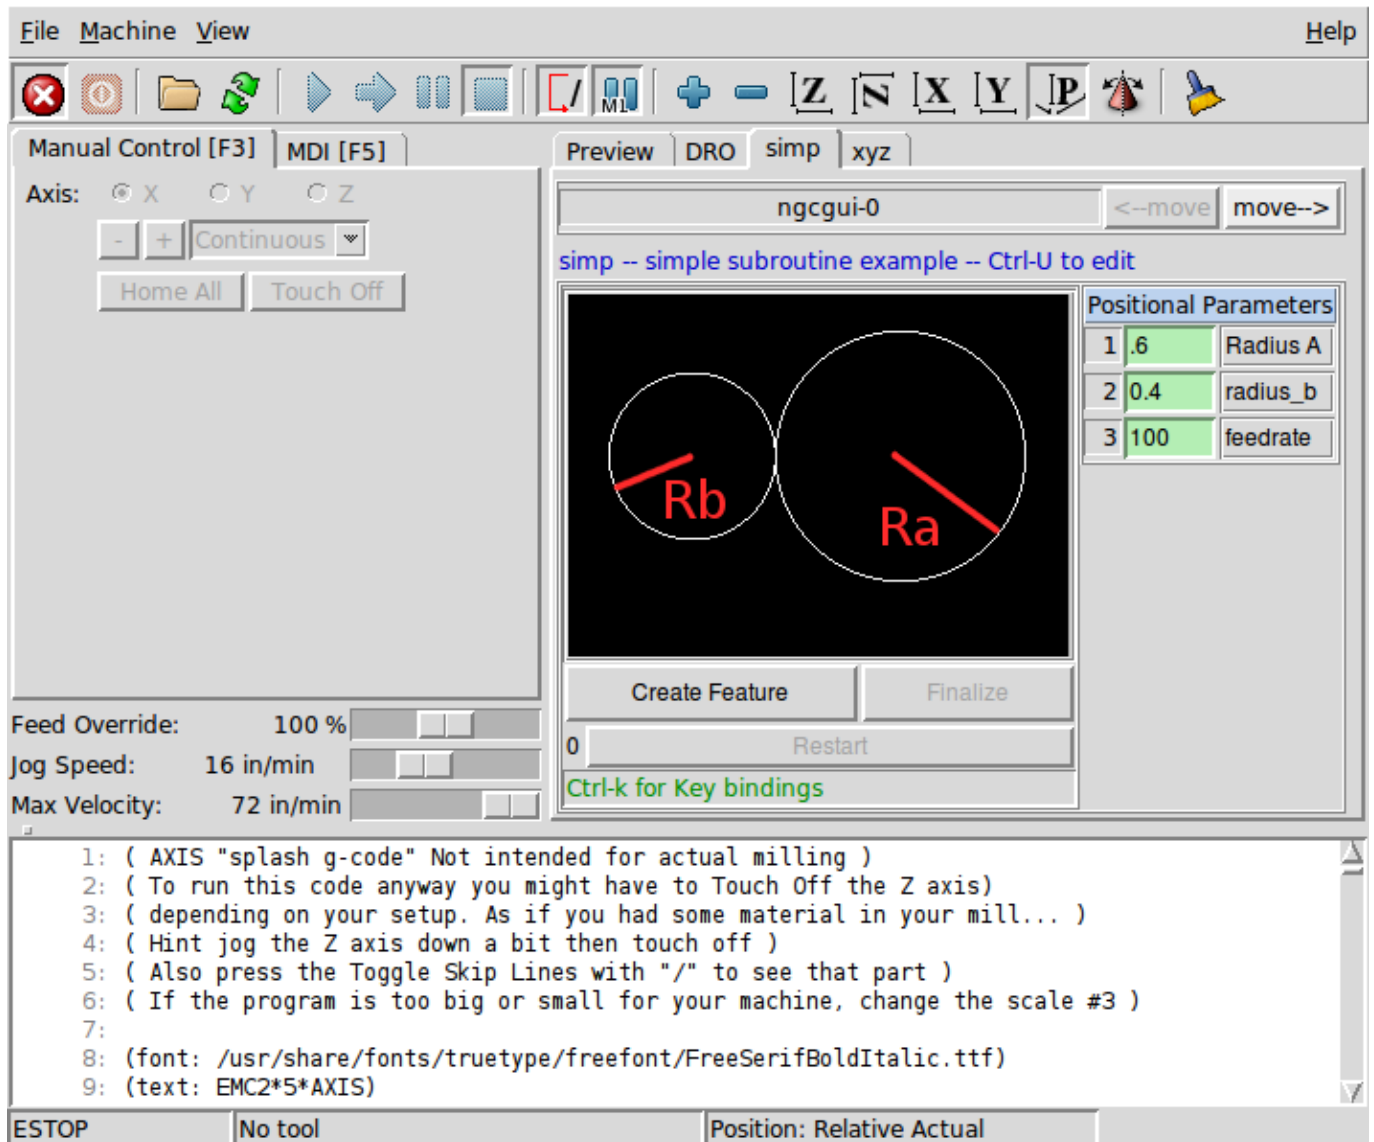 File Machine View Help
M1 Z N X Y P
Manual Control [F3] MDI [F5]
Preview DRO simp xyz
Axis: X Y Z
- + Continuous
Home All Touch Off
ngcgui-0 <--move move-->
simp -- simple subroutine example -- Ctrl-U to edit
Rb
Ra
Positional Parameters
1 .6 Radius A
2 0.4 radius_b
3 100 feedrate
Create Feature Finalize
0 Restart
Ctrl-k for Key bindings
Feed Override: 100 %
Jog Speed: 16 in/min
Max Velocity: 72 in/min
1: ( AXIS "splash g-code" Not intended for actual milling )
2: ( To run this code anyway you might have to Touch Off the Z axis)
3: ( depending on your setup. As if you had some material in your mill... )
4: ( Hint jog the Z axis down a bit then touch off )
5: ( Also press the Toggle Skip Lines with "/" to see that part )
6: ( If the program is too big or small for your machine, change the scale #3 )
7:
8: (font: /usr/share/fonts/truetype/freefont/FreeSerifBoldItalic.ttf)
9: (text: EMC2*5*AXIS)
ESTOP No tool Position: Relative Actual